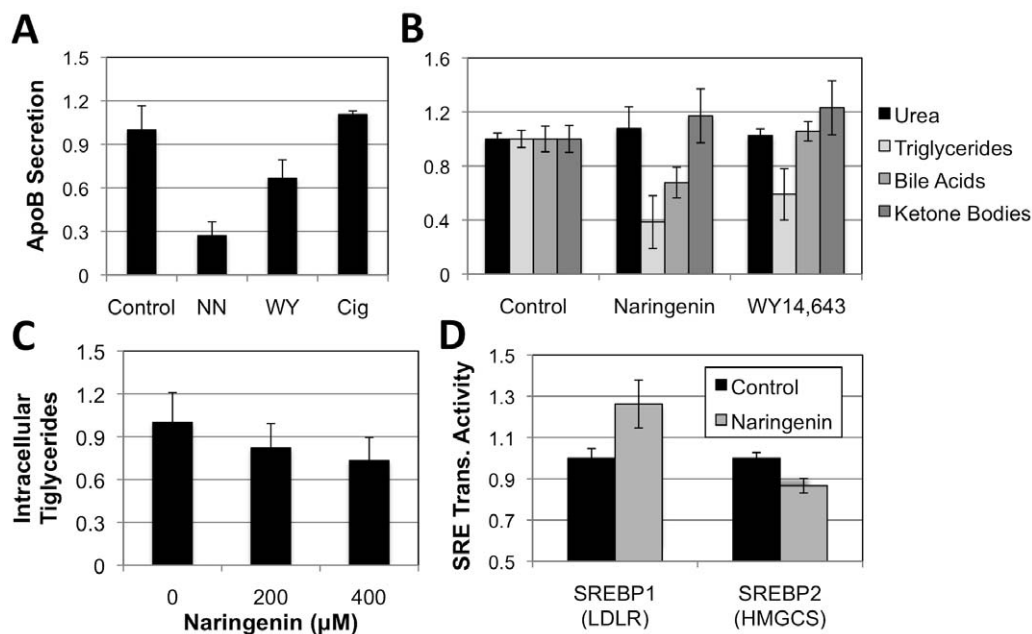 A
1.5
1.2
0.9
0.6
0.3
0
ApoB Secretion
Control NN WY Cig
B
1.6
1.2
0.8
0.4
0
Control Naringenin WY14,643
Urea
Triglycerides
Bile Acids
Ketone Bodies
C
1.5
1.2
0.9
0.6
0.3
0
Intracellular
Tiglycerides
0 200 400
Naringenin (µM)
D
1.5
1.3
1.1
0.9
0.7
0.5
SRE Trans. Activity
Control
Naringenin
SREBP1 SREBP2
(LDLR) (HMGCS)